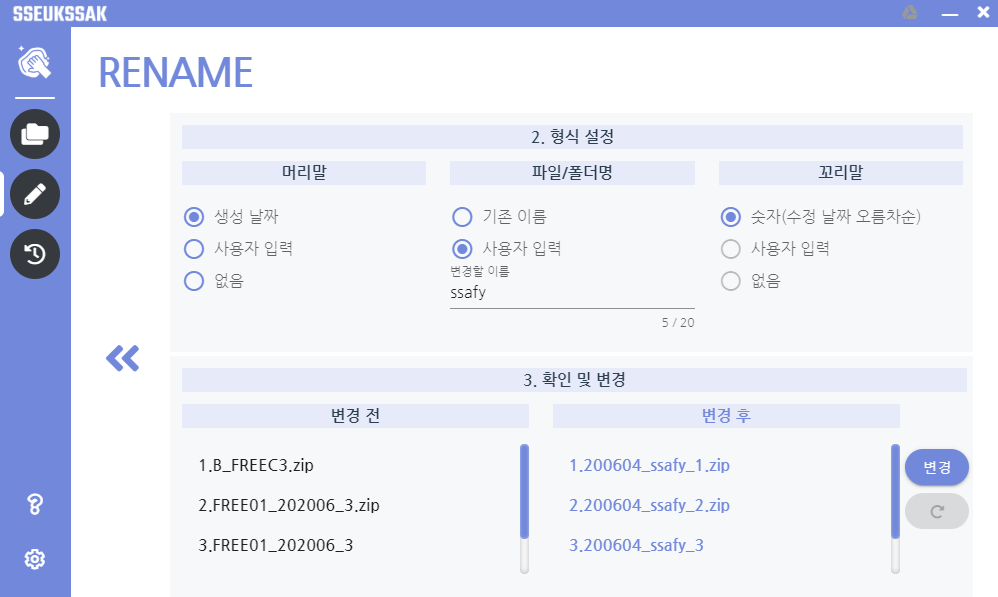 SSEUKSSAK
RENAME
2. 형식 설정
머리말
파일/폴더명
꼬리말
생성 날짜
기존 이름
숫자(수정 날짜 오름차순)
사용자 입력
사용자 입력
사용자 입력
변경할 이름
없음
없음
ssafy
5 / 20
3. 확인 및 변경
변경 전
변경 후
1.B_FREEC3.zip
1.200604_ssafy_1.zip
변경
2.FREE01_202006_3.zip
2.200604_ssafy_2.zip
3.FREE01_202006_3
3.200604_ssafy_3